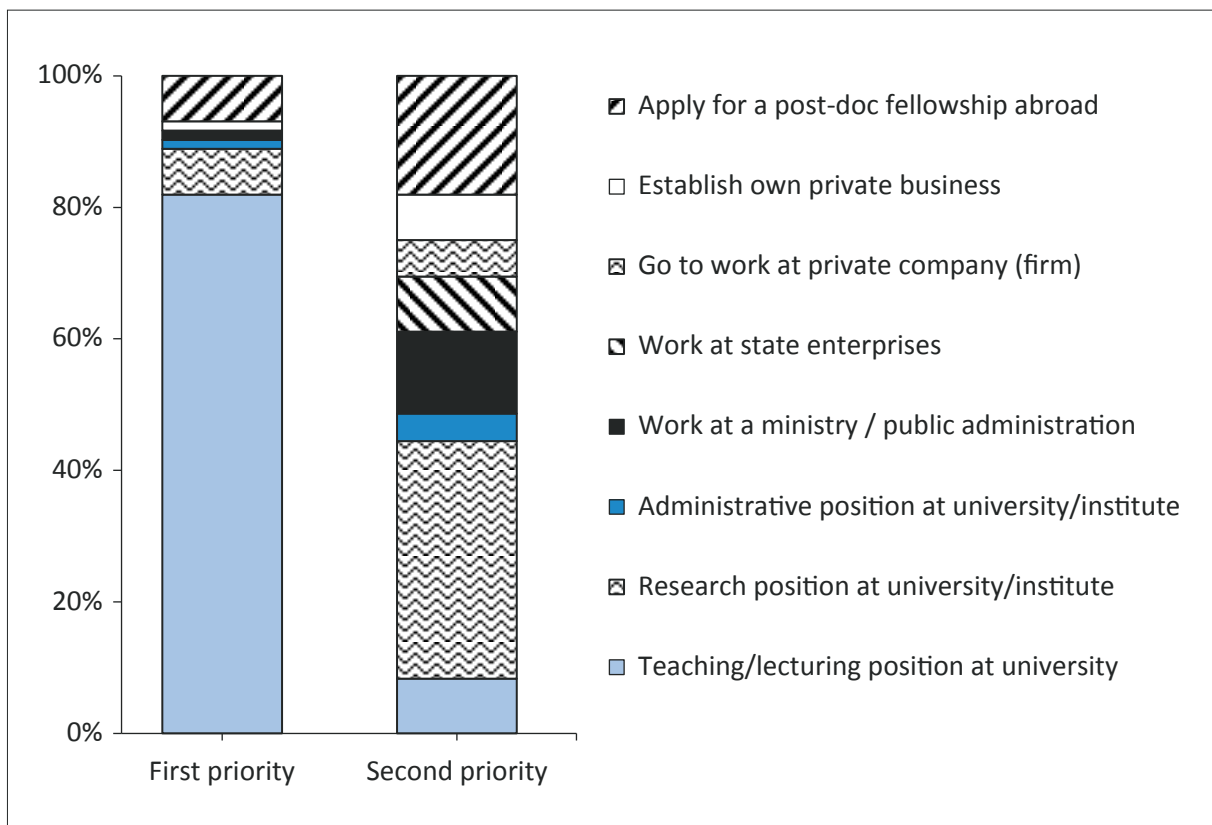 100%
80%
60%
40%
20%
0%
First priority
Second priority
Apply for a post-doc fellowship abroad
Establish own private business
Go to work at private company (firm)
Work at state enterprises
Work at a ministry / public administration
Administrative position at university/institute
Research position at university/institute
Teaching/lecturing position at university